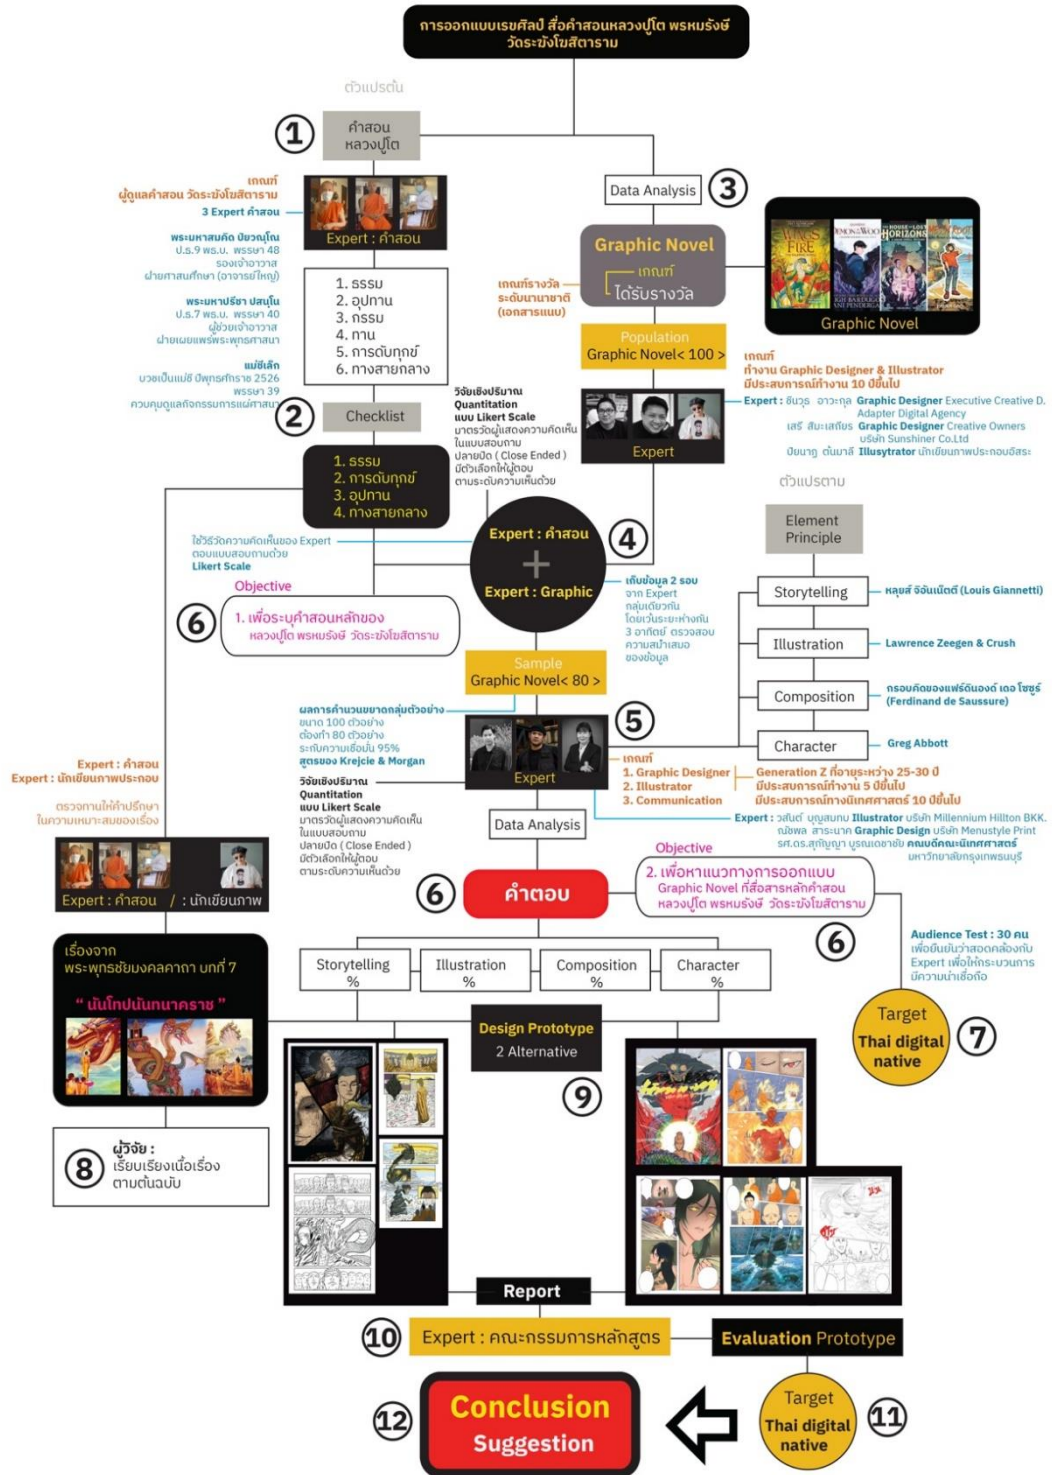 การออกแบบเรขศิลป์ สื่อคำสอนหลวงปู่โต พรหมรังษี
วัดระฆังโฆสิตาราม
ตัวแปรต้น
1
คำสอน
หลวงปู่โต
เกณฑ์
ผู้ดูแลคำสอน วัดระฆังโฆสิตาราม
3 Expert คำสอน
Expert : คำสอน
พระมหาสมคิด ปิยวณฺโณ
ป.ธ.9 พธ.บ. พรรษา 48
รองเจ้าอาวาส
ฝ่ายศาสนศึกษา (อาจารย์ใหญ่)
พระมหาปรีชา ปสนฺโน
ป.ธ.7 พธ.บ. พรรษา 40
ผู้ช่วยเจ้าอาวาส
ฝ่ายเผยแพร่พระพุทธศาสนา
แม่ชีเล็ก
บวชเป็นแม่ชี ปีพุทธศักราช 2526
พรรษา 39
ควบคุมดูแลกิจกรรมการแผ่ศาสนา
1. ธรรม
2. อุปทาน
3. กรรม
4. ทาน
5. การดับทุกข์
6. ทางสายกลาง
2
Checklist
1. ธรรม
2. การดับทุกข์
3. อุปทาน
4. ทางสายกลาง
Data Analysis
3
Graphic Novel
เกณฑ์
ได้รับรางวัล
เกณฑ์รางวัล
ระดับนานาชาติ
(เอกสารแนบ)
WINGS
FIRE
HORIZONS
Graphic Novel
Population
Graphic Novel< 100 >
เกณฑ์
ทำงาน Graphic Designer & Illustrator
มีประสบการณ์ทำงาน 10 ปีขึ้นไป
Expert : ชีนวุธ อาวะกุล Graphic Designer Executive Creative D.
Adapter Digital Agency
เสรี สัมะเสถียร Graphic Designer Creative Owners
บริษัท Sunshiner Co.Ltd
ปิยนาฏ ต้นมาลี Illusytrator นักเขียนภาพประกอบอิสระ
Expert
วิจัยเชิงปริมาณ
Quantitation
แบบ Likert Scale
มาตรวัดผู้แสดงความคิดเห็น
ในแบบสอบถาม
ปลายปิด ( Close Ended )
มีตัวเลือกให้ผู้ตอบ
ตามระดับความเห็นด้วย
ใช้วิธีวัดความคิดเห็นของ Expert
ตอบแบบสอบถามด้วย
Likert Scale
Expert : คำสอน
+
Expert : Graphic
4
เก็บข้อมูล 2 รอบ
จาก Expert
กลุ่มเดียวกัน
โดยเว้นระยะห่างกัน
3 อาทิตย์ ตรวจสอบ
ความสม่ำเสมอ
ของข้อมูล
ตัวแปรตาม
Element
Principle
Storytelling
หลุยส์ จิอันเน็ตตี (Louis Giannetti)
Illustration
Lawrence Zeegen & Crush
Composition
กรอบคิดของแฟร์ดินองด์ เดอ โซซูร์
(Ferdinand de Saussure)
Character
Greg Abbott
Objective
6
1. เพื่อระบุคำสอนหลักของ
หลวงปู่โต พรหมรังษี วัดระฆังโฆสิตาราม
Sample
Graphic Novel< 80 >
ผลการคำนวนขยาดกลุ่มตัวอย่าง
ขนาด 100 ตัวอย่าง
ต้องทำ 80 ตัวอย่าง
ระกับความเชื่อมั่น 95%
สูตรของ Krejcie & Morgan
5
Expert
เกณฑ์
1. Graphic Designer
2. Illustrator
3. Communication
Generation Z ที่อายุระหว่าง 25-30 ปี
มีประสบการณ์ทำงาน 5 ปีขึ้นไป
มีประสบการณ์ทางนิเทศศาสตร์ 10 ปีขึ้นไป
Expert : วสันต์ บุญสมทบ Illustrator บริษัท Millennium Hillton BKK.
ณัชพล สาระนาค Graphic Design บริษัท Menustyle Print
รศ.ดร.สุกัญญา บูรณเดชาชัย คณบดีคณะนิเทศศาสตร์
มหาวิทยาลัยกรุงเทพธนบุรี
วิจัยเชิงปริมาณ
Quantitation
แบบ Likert Scale
มาตรวัดผู้แสดงความคิดเห็น
ในแบบสอบถาม
ปลายปิด ( Close Ended )
มีตัวเลือกให้ผู้ตอบ
ตามระดับความเห็นด้วย
Data Analysis
Expert : คำสอน
Expert : นักเขียนภาพประกอบ
ตรวจทานให้คำปรึกษา
ในความเหมาะสมของเรื่อง
Expert : คำสอน / : นักเขียนภาพ
6
คำตอบ
Objective
2. เพื่อหาแนวทางการออกแบบ
Graphic Novel ที่สื่อสารหลักคำสอน
หลวงปู่โต พรหมรังษี วัดระฆังโฆสิตาราม
6
Audience Test : 30 คน
เพื่อยืนยันว่าสอดคล้องกับ
Expert เพื่อให้กระบวนการ
มีความน่าเชื่อถือ
Target
Thai digital
native
7
เรื่องจาก
พระพุทธชัยมงคลคาถา บทที่ 7
“ นันโทปนันทนาคราช ”
Storytelling
%
Illustration
%
Composition
%
Character
%
Design Prototype
2 Alternative
9
8
ผู้วิจัย :
เรียบเรียงเนื้อเรื่อง
ตามต้นฉบับ
Report
10
Expert : คณะกรรมการหลักสูตร
Evaluation Prototype
12
Conclusion
Suggestion
Target
Thai digital
native
11